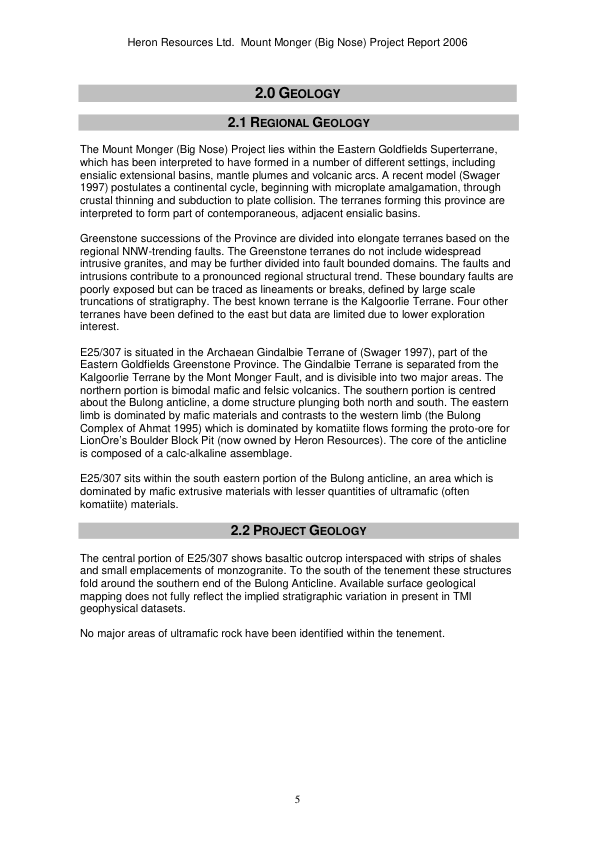 Heron Resources Ltd.  Mount Monger (Big Nose) Project Report 2006
2.0 GEOLOGY
2.1 REGIONAL GEOLOGY
The Mount Monger (Big Nose) Project lies within the Eastern Goldfields Superterrane,
which has been interpreted to have formed in a number of different settings, including
ensialic extensional basins, mantle plumes and volcanic arcs. A recent model (Swager
1997) postulates a continental cycle, beginning with microplate amalgamation, through
crustal thinning and subduction to plate collision. The terranes forming this province are
interpreted to form part of contemporaneous, adjacent ensialic basins.
Greenstone successions of the Province are divided into elongate terranes based on the
regional NNW-trending faults. The Greenstone terranes do not include widespread
intrusive granites, and may be further divided into fault bounded domains. The faults and
intrusions contribute to a pronounced regional structural trend. These boundary faults are
poorly exposed but can be traced as lineaments or breaks, defined by large scale
truncations of stratigraphy. The best known terrane is the Kalgoorlie Terrane. Four other
terranes have been defined to the east but data are limited due to lower exploration
interest.
E25/307 is situated in the Archaean Gindalbie Terrane of (Swager 1997), part of the
Eastern Goldfields Greenstone Province. The Gindalbie Terrane is separated from the
Kalgoorlie Terrane by the Mont Monger Fault, and is divisible into two major areas. The
northern portion is bimodal mafic and felsic volcanics. The southern portion is centred
about the Bulong anticline, a dome structure plunging both north and south. The eastern
limb is dominated by mafic materials and contrasts to the western limb (the Bulong
Complex of Ahmat 1995) which is dominated by komatiite flows forming the proto-ore for
LionOre's Boulder Block Pit (now owned by Heron Resources). The core of the anticline
is composed of a calc-alkaline assemblage.
E25/307 sits within the south eastern portion of the Bulong anticline, an area which is
dominated by mafic extrusive materials with lesser quantities of ultramafic (often
komatiite) materials.
2.2 PROJECT GEOLOGY
The central portion of E25/307 shows basaltic outcrop interspaced with strips of shales
and small emplacements of monzogranite. To the south of the tenement these structures
fold around the southern end of the Bulong Anticline. Available surface geological
mapping does not fully reflect the implied stratigraphic variation in present in TMI
geophysical datasets.
No major areas of ultramafic rock have been identified within the tenement.
5